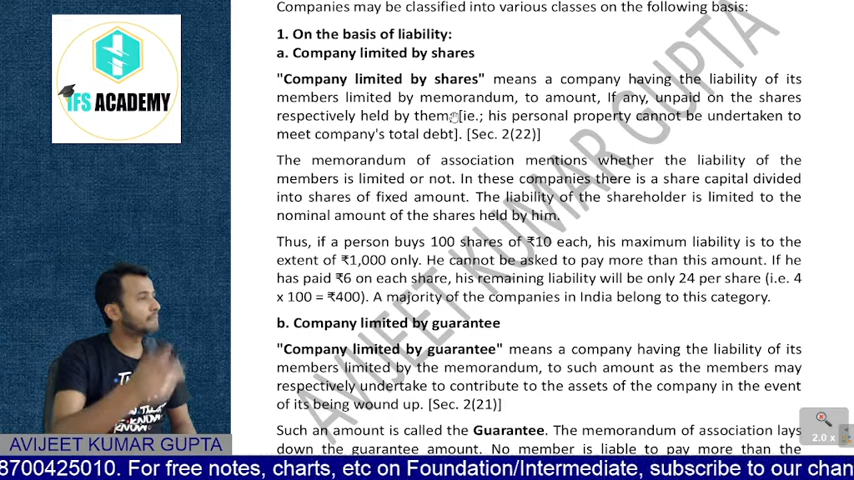 Companies may be classified into various classes on the following basis:
1. On the basis of liability:
a. Company limited by shares
"Company limited by shares" means a company having the liability of its
members limited by memorandum, to amount, If any, unpaid on the shares
respectively held by them; [ie.; his personal property cannot be undertaken to
meet company's total debt]. [Sec. 2(22)]
The memorandum of association mentions whether the liability of the
members is limited or not. In these companies there is a share capital divided
into shares of fixed amount. The liability of the shareholder is limited to the
nominal amount of the shares held by him.
Thus, if a person buys 100 shares of ₹10 each, his maximum liability is to the
extent of ₹1,000 only. He cannot be asked to pay more than this amount. If he
has paid ₹6 on each share, his remaining liability will be only 24 per share (i.e. 4
x 100 = ₹400). A majority of the companies in India belong to this category.
b. Company limited by guarantee
"Company limited by guarantee" means a company having the liability of its
members limited by the memorandum, to such amount as the members may
respectively undertake to contribute to the assets of the company in the event
of its being wound up. [Sec. 2(21)]
Such an amount is called the Guarantee. The memorandum of association lays
down the guarantee amount. No member is liable to pay more than the
IFS ACADEMY
AVIJEET KUMAR GUPTA
2.0 x
AVIJEET KUMAR GUPTA
8700425010. For free notes, charts, etc on Foundation/Intermediate, subscribe to our chan